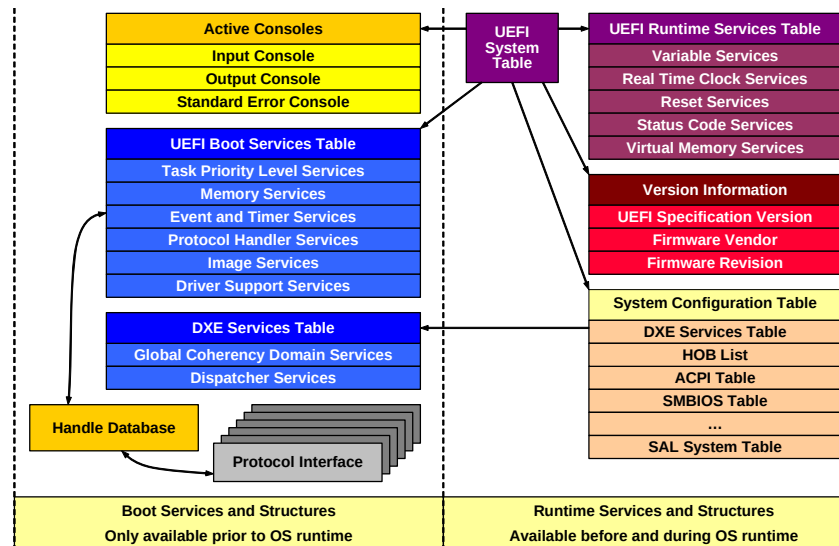 Active Consoles
Input Console
Output Console
Standard Error Console
UEFI
System
Table
UEFI Runtime Services Table
Variable Services
Real Time Clock Services
Reset Services
Status Code Services
Virtual Memory Services
UEFI Boot Services Table
Task Priority Level Services
Memory Services
Event and Timer Services
Protocol Handler Services
Image Services
Driver Support Services
Version Information
UEFI Specification Version
Firmware Vendor
Firmware Revision
DXE Services Table
Global Coherency Domain Services
Dispatcher Services
System Configuration Table
DXE Services Table
HOB List
ACPI Table
SMBIOS Table
…
SAL System Table
Handle Database
Protocol Interface
Boot Services and Structures
Only available prior to OS runtime
Runtime Services and Structures
Available before and during OS runtime